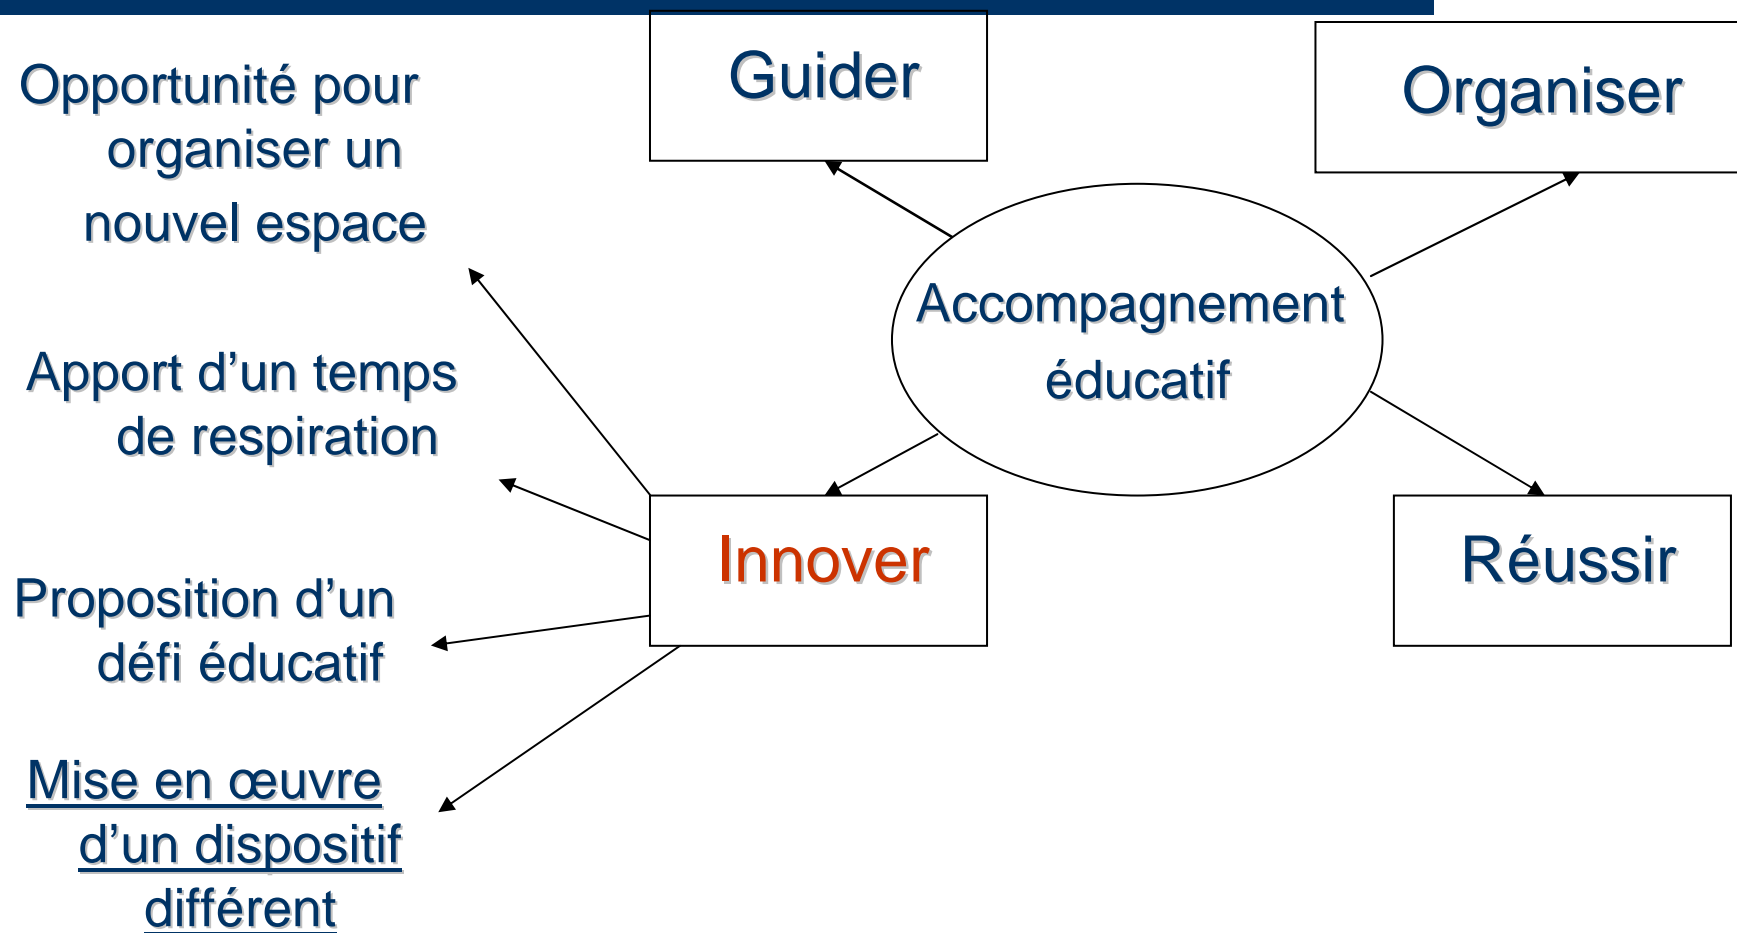 Guider
Organiser
Opportunité pour
organiser un
nouvel espace
Accompagnement
éducatif
Apport d’un temps
de respiration
Innover
Réussir
Proposition d’un
défi éducatif
Mise en œuvre
d’un dispositif
différent